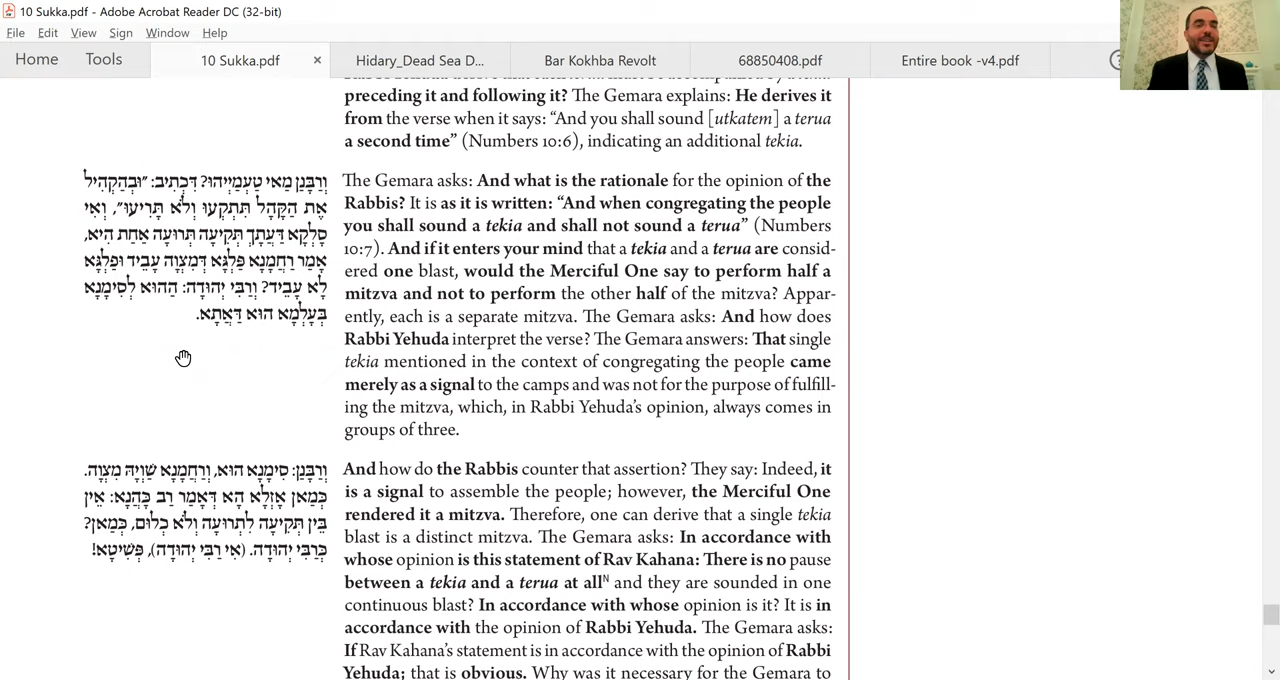 10 Sukka.pdf - Adobe Acrobat Reader DC (32-bit)
File Edit View Sign Window Help
Home Tools 10 Sukka.pdf × Hidary_Dead Sea D... Bar Kokhba Revolt 68850408.pdf Entire book -v4.pdf
preceding it and following it? The Gemara explains: He derives it
from the verse when it says: “And you shall sound [utkatem] a terua
a second time” (Numbers 10:6), indicating an additional tekia.
וְרַבָּנַן מַאי טַעְמַיְיהוּ? דִּכְתִיב: ״וּבְהַקְהִיל
אֶת הַקָּהָל תִּתְקְעוּ וְלֹא תָרִיעוּ״, וְאִי
סָלְקָא דַּעְתָּךְ תְּקִיעָה תְּרוּעָה אַחַת הִיא,
אָמַר רַחֲמָנָא פַּלְגָּא דְּמִצְוָה עָבֵיד וּפַלְגָּא
לָא עָבֵיד? וְרַבִּי יְהוּדָה: הַהוּא לְסִימָנָא
בְּעָלְמָא הוּא דַּאֲתָא.
The Gemara asks: And what is the rationale for the opinion of the
Rabbis? It is as it is written: “And when congregating the people
you shall sound a tekia and shall not sound a terua” (Numbers
10:7). And if it enters your mind that a tekia and a terua are consid-
ered one blast, would the Merciful One say to perform half a
mitzva and not to perform the other half of the mitzva? Appar-
ently, each is a separate mitzva. The Gemara asks: And how does
Rabbi Yehuda interpret the verse? The Gemara answers: That single
tekia mentioned in the context of congregating the people came
merely as a signal to the camps and was not for the purpose of fulfill-
ing the mitzva, which, in Rabbi Yehuda’s opinion, always comes in
groups of three.
וְרַבָּנַן: סִימָנָא הוּא, וְרַחֲמָנָא שַׁוְּיַהּ מִצְוָה.
כְּמַאן אָזְלָא הָא דְּאָמַר רַב כָּהֲנָא: אֵין
בֵּין תְּקִיעָה לִתְרוּעָה וְלֹא כְלוּם, כְּמַאן?
כְּרַבִּי יְהוּדָה. (אִי רַבִּי יְהוּדָה), פְּשִׁיטָא!
And how do the Rabbis counter that assertion? They say: Indeed, it
is a signal to assemble the people; however, the Merciful One
rendered it a mitzva. Therefore, one can derive that a single tekia
blast is a distinct mitzva. The Gemara asks: In accordance with
whose opinion is this statement of Rav Kahana: There is no pause
between a tekia and a terua at allᴺ and they are sounded in one
continuous blast? In accordance with whose opinion is it? It is in
accordance with the opinion of Rabbi Yehuda. The Gemara asks:
If Rav Kahana’s statement is in accordance with the opinion of Rabbi
Yehuda; that is obvious. Why was it necessary for the Gemara to